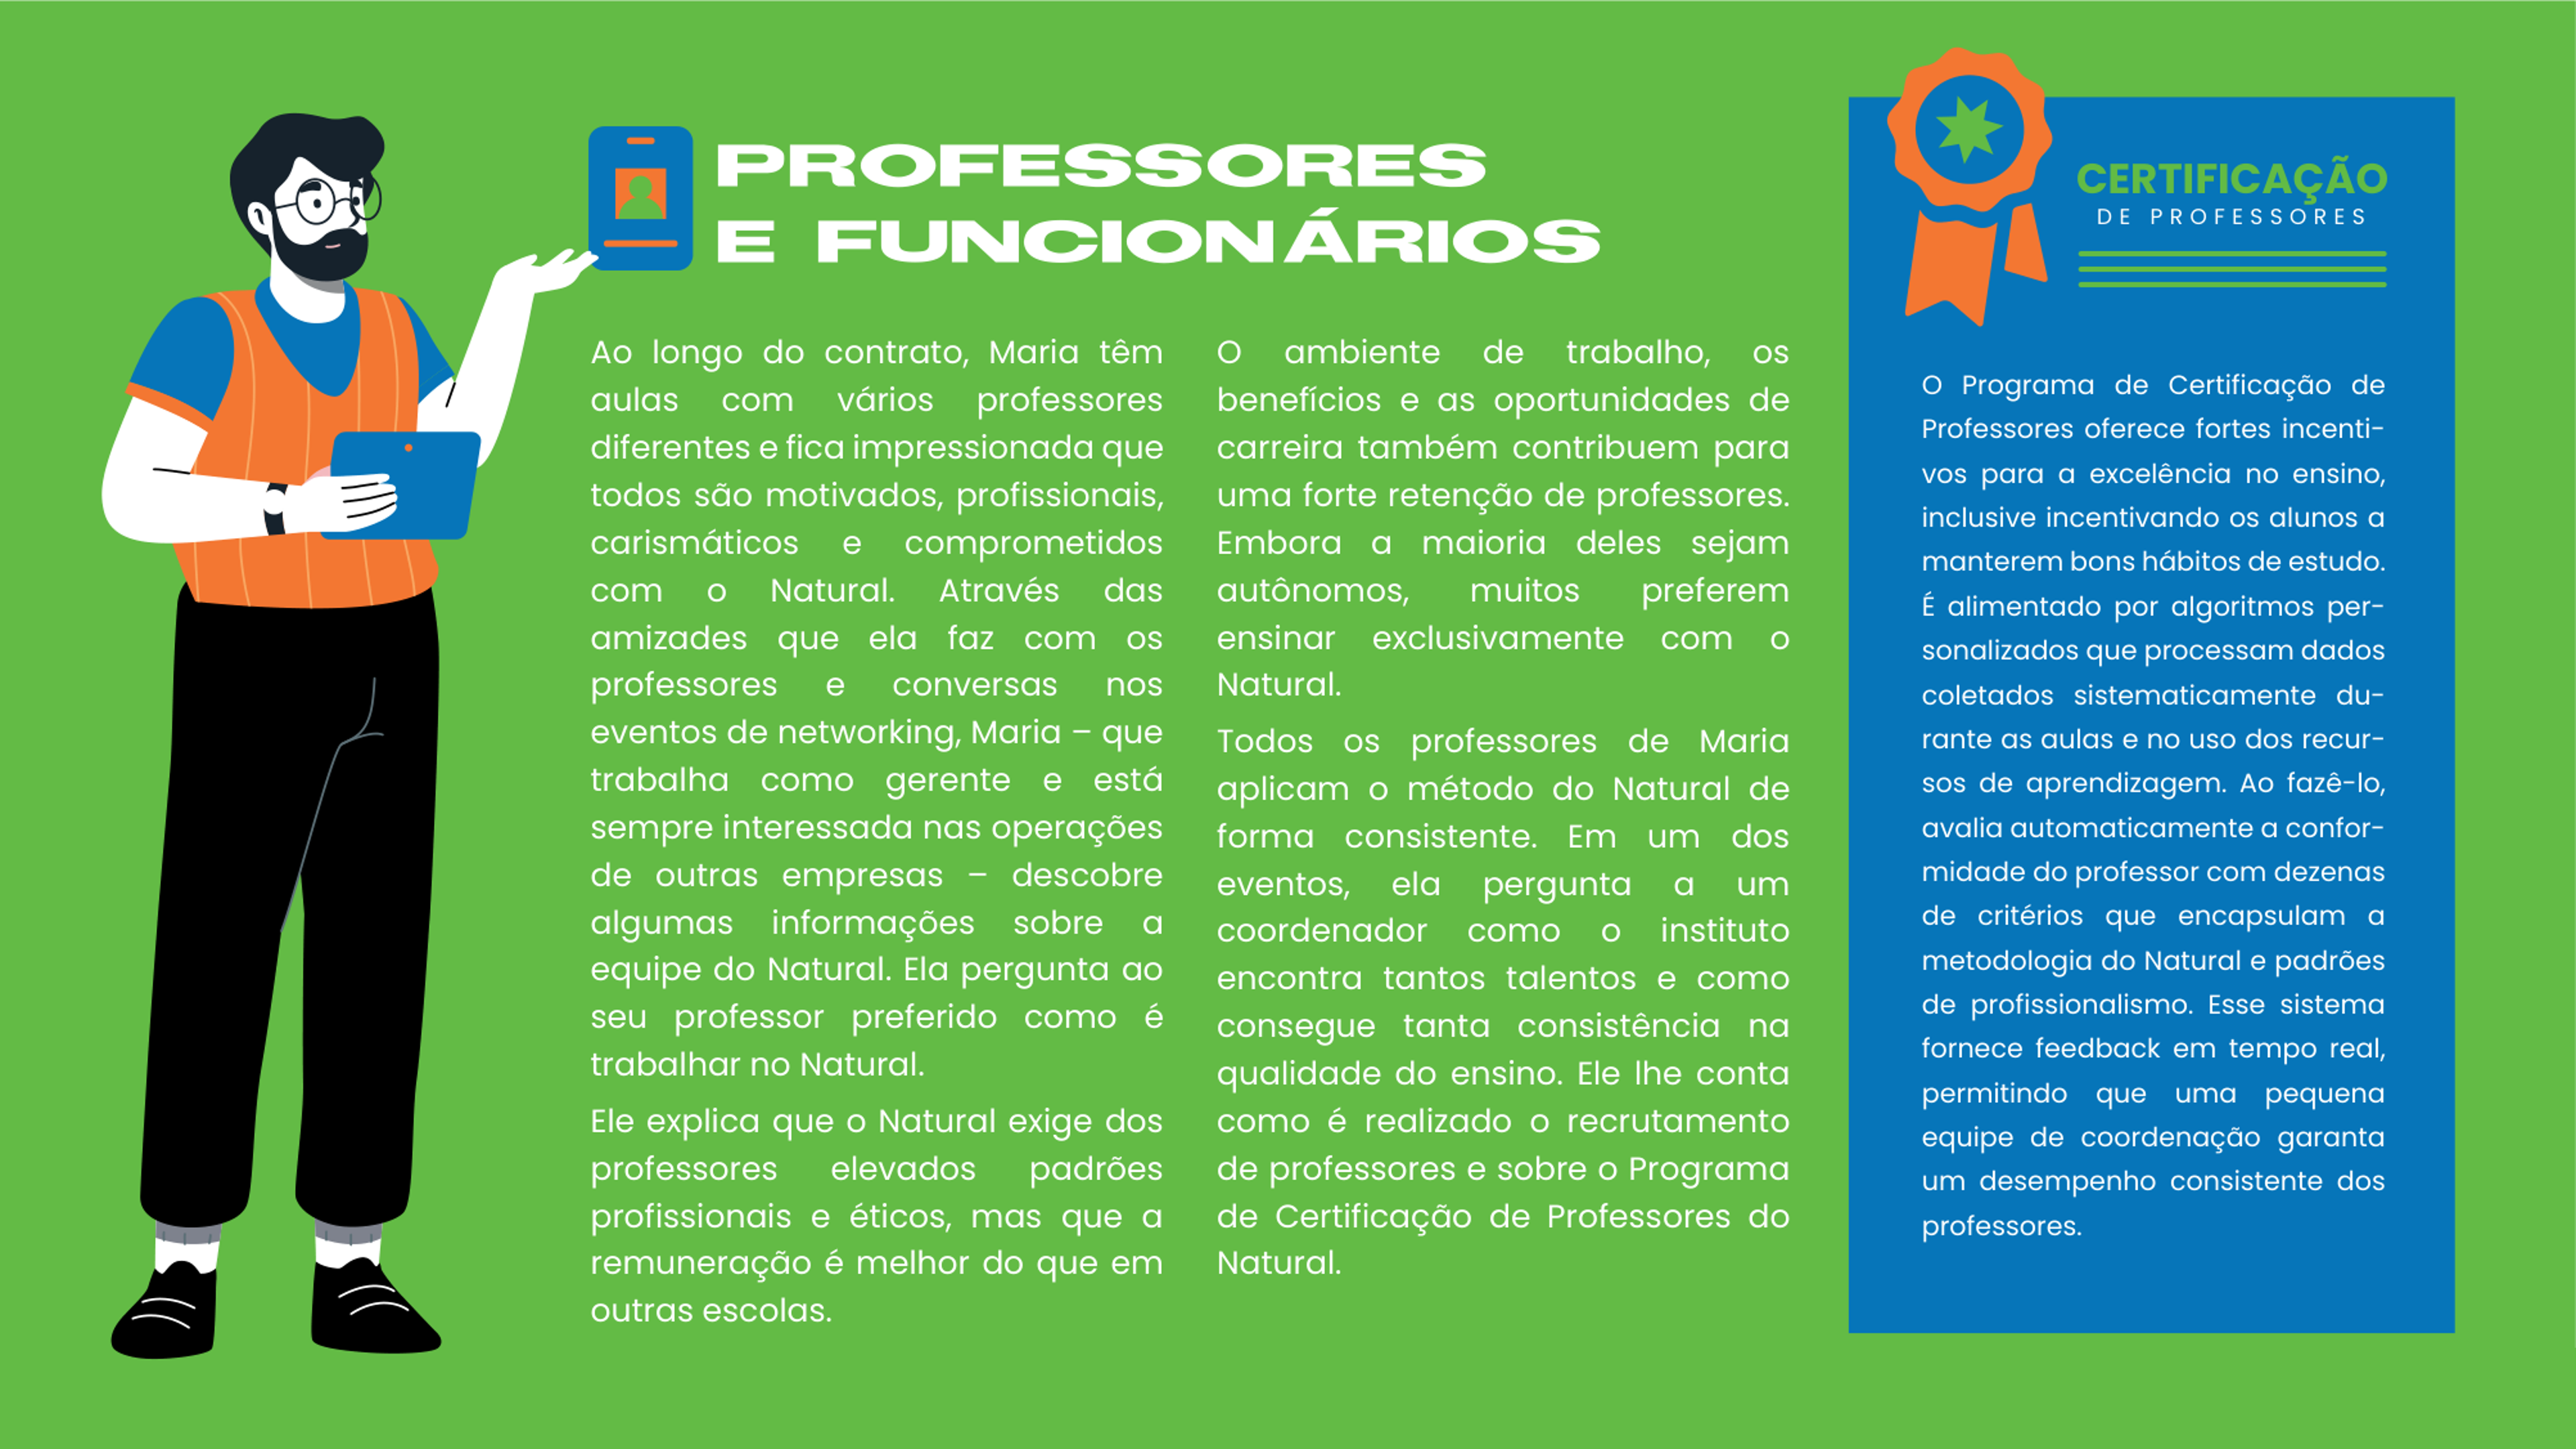 PROFESSORES
E FUNCIONÁRIOS
Ao longo do contrato, Maria têm
aulas com vários professores
diferentes e fica impressionada que
todos são motivados, profissionais,
carismáticos e comprometidos
com o Natural. Através das
amizades que ela faz com os
professores e conversas nos
eventos de networking, Maria – que
trabalha como gerente e está
sempre interessada nas operações
de outras empresas – descobre
algumas informações sobre a
equipe do Natural. Ela pergunta ao
seu professor preferido como é
trabalhar no Natural.
Ele explica que o Natural exige dos
professores elevados padrões
profissionais e éticos, mas que a
remuneração é melhor do que em
outras escolas.
O ambiente de trabalho, os
benefícios e as oportunidades de
carreira também contribuem para
uma forte retenção de professores.
Embora a maioria deles sejam
autônomos, muitos preferem
ensinar exclusivamente com o
Natural.
Todos os professores de Maria
aplicam o método do Natural de
forma consistente. Em um dos
eventos, ela pergunta a um
coordenador como o instituto
encontra tantos talentos e como
consegue tanta consistência na
qualidade do ensino. Ele lhe conta
como é realizado o recrutamento
de professores e sobre o Programa
de Certificação de Professores do
Natural.
CERTIFICAÇÃO
DE PROFESSORES
O Programa de Certificação de
Professores oferece fortes incenti-
vos para a excelência no ensino,
inclusive incentivando os alunos a
manterem bons hábitos de estudo.
É alimentado por algoritmos per-
sonalizados que processam dados
coletados sistematicamente du-
rante as aulas e no uso dos recur-
sos de aprendizagem. Ao fazê-lo,
avalia automaticamente a confor-
midade do professor com dezenas
de critérios que encapsulam a
metodologia do Natural e padrões
de profissionalismo. Esse sistema
fornece feedback em tempo real,
permitindo que uma pequena
equipe de coordenação garanta
um desempenho consistente dos
professores.